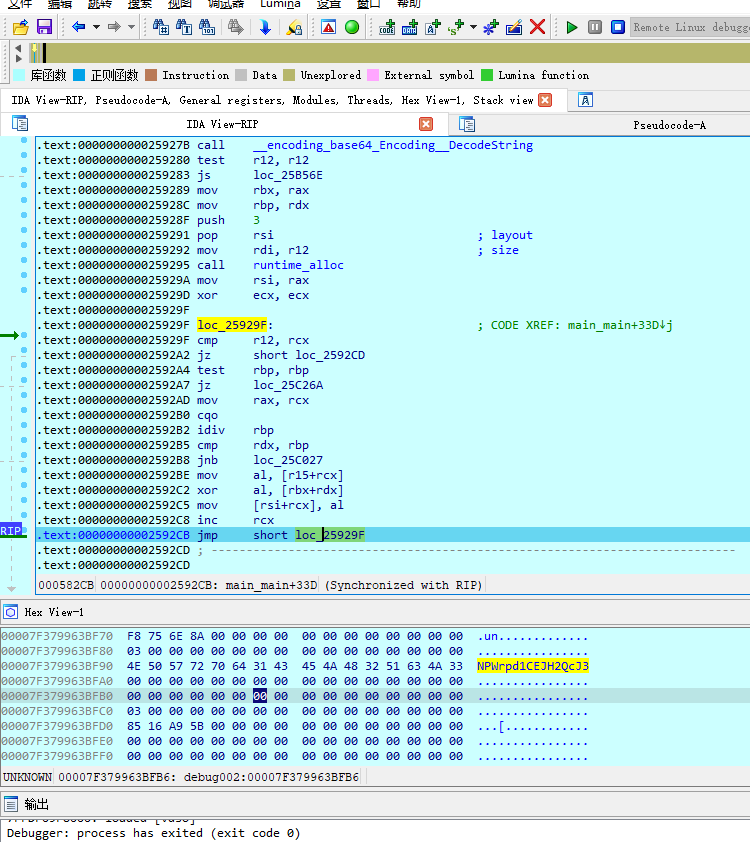 文件 编辑 跳转 搜索 视图 调试器 Lumina 设置 窗口 帮助
Remote Linux debugge
库函数 正则函数 Instruction Data Unexplored External symbol Lumina function
IDA View-RIP, Pseudocode-A, General registers, Modules, Threads, Hex View-1, Stack view
IDA View-RIP Pseudocode-A
.text:000000000025927B call __encoding_base64_Encoding__DecodeString
.text:0000000000259280 test r12, r12
.text:0000000000259283 js loc_25B56E
.text:0000000000259289 mov rbx, rax
.text:000000000025928C mov rbp, rdx
.text:000000000025928F push 3
.text:0000000000259291 pop rsi ; layout
.text:0000000000259292 mov rdi, r12 ; size
.text:0000000000259295 call runtime_alloc
.text:000000000025929A mov rsi, rax
.text:000000000025929D xor ecx, ecx
.text:000000000025929F
.text:000000000025929F loc_25929F: ; CODE XREF: main_main+33D↓j
.text:000000000025929F cmp r12, rcx
.text:00000000002592A2 jz short loc_2592CD
.text:00000000002592A4 test rbp, rbp
.text:00000000002592A7 jz loc_25C26A
.text:00000000002592AD mov rax, rcx
.text:00000000002592B0 cqo
.text:00000000002592B2 idiv rbp
.text:00000000002592B5 cmp rdx, rbp
.text:00000000002592B8 jnb loc_25C027
.text:00000000002592BE mov al, [r15+rcx]
.text:00000000002592C2 xor al, [rbx+rdx]
.text:00000000002592C5 mov [rsi+rcx], al
.text:00000000002592C8 inc rcx
RIP .text:00000000002592CB jmp short loc_25929F
.text:00000000002592CD ; ---------------------------------------------------------------------------
.text:00000000002592CD
000582CB 00000000002592CB: main_main+33D (Synchronized with RIP)
Hex View-1
00007F379963BF70 F8 75 6E 8A 00 00 00 00 00 00 00 00 00 00 00 00 .un.............
00007F379963BF80 03 00 00 00 00 00 00 00 00 00 00 00 00 00 00 00 ................
00007F379963BF90 4E 50 57 72 70 64 31 43 45 4A 48 32 51 63 4A 33 NPWrpd1CEJH2QcJ3
00007F379963BFA0 00 00 00 00 00 00 00 00 00 00 00 00 00 00 00 00 ................
00007F379963BFB0 00 00 00 00 00 00 00 00 00 00 00 00 00 00 00 00 ................
00007F379963BFC0 03 00 00 00 00 00 00 00 00 00 00 00 00 00 00 00 ................
00007F379963BFD0 85 16 A9 5B 00 00 00 00 00 00 00 00 00 00 00 00 ...[............
00007F379963BFE0 00 00 00 00 00 00 00 00 00 00 00 00 00 00 00 00 ................
00007F379963BFF0 00 00 00 00 00 00 00 00 00 00 00 00 00 00 00 00 ................
UNKNOWN 00007F379963BFB6: debug002:00007F379963BFB6
输出
Debugger: process has exited (exit code 0)